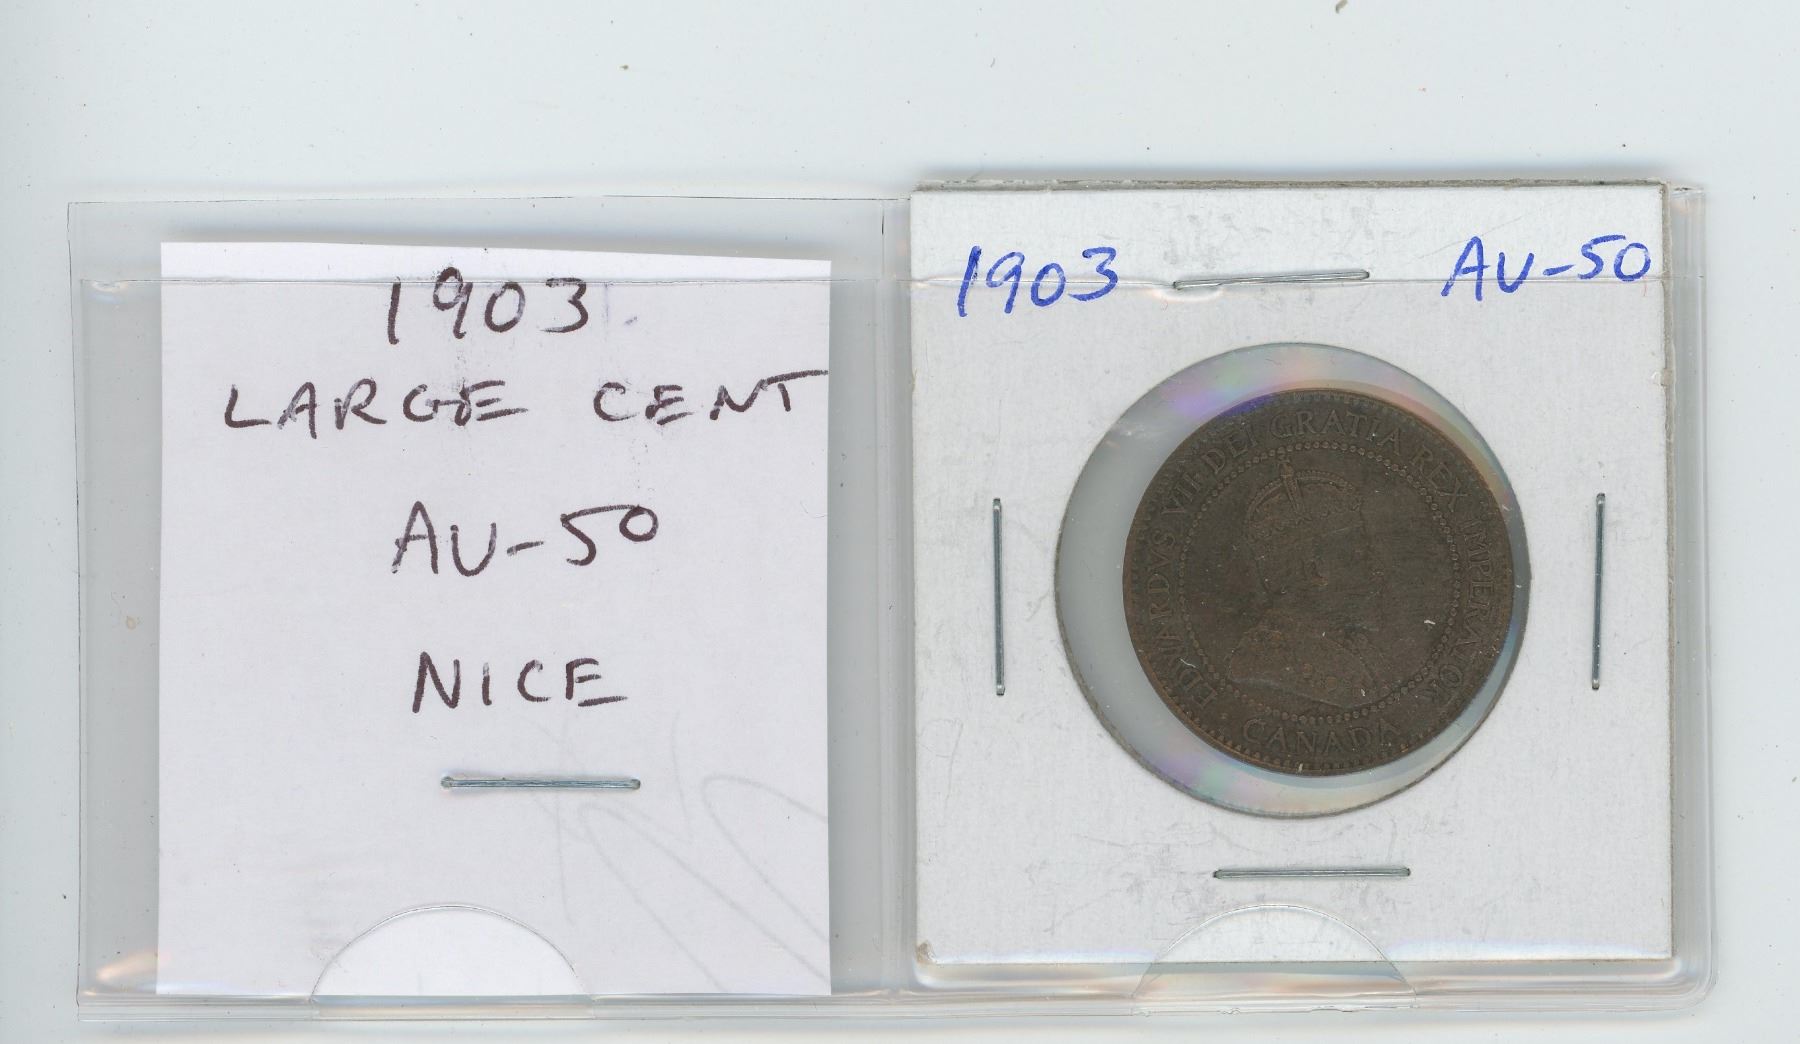 1903
LARGE CENT
AU-50
NICE
1903 AU-50
EDWARDVS VII DEI GRATIA REX IMPERATOR
CANADA